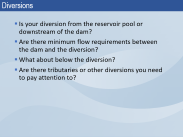 Diversions
Is your diversion from the reservoir pool or
downstream of the dam?
Are there minimum flow requirements between
the dam and the diversion?
What about below the diversion?
Are there tributaries or other diversions you need
to pay attention to?